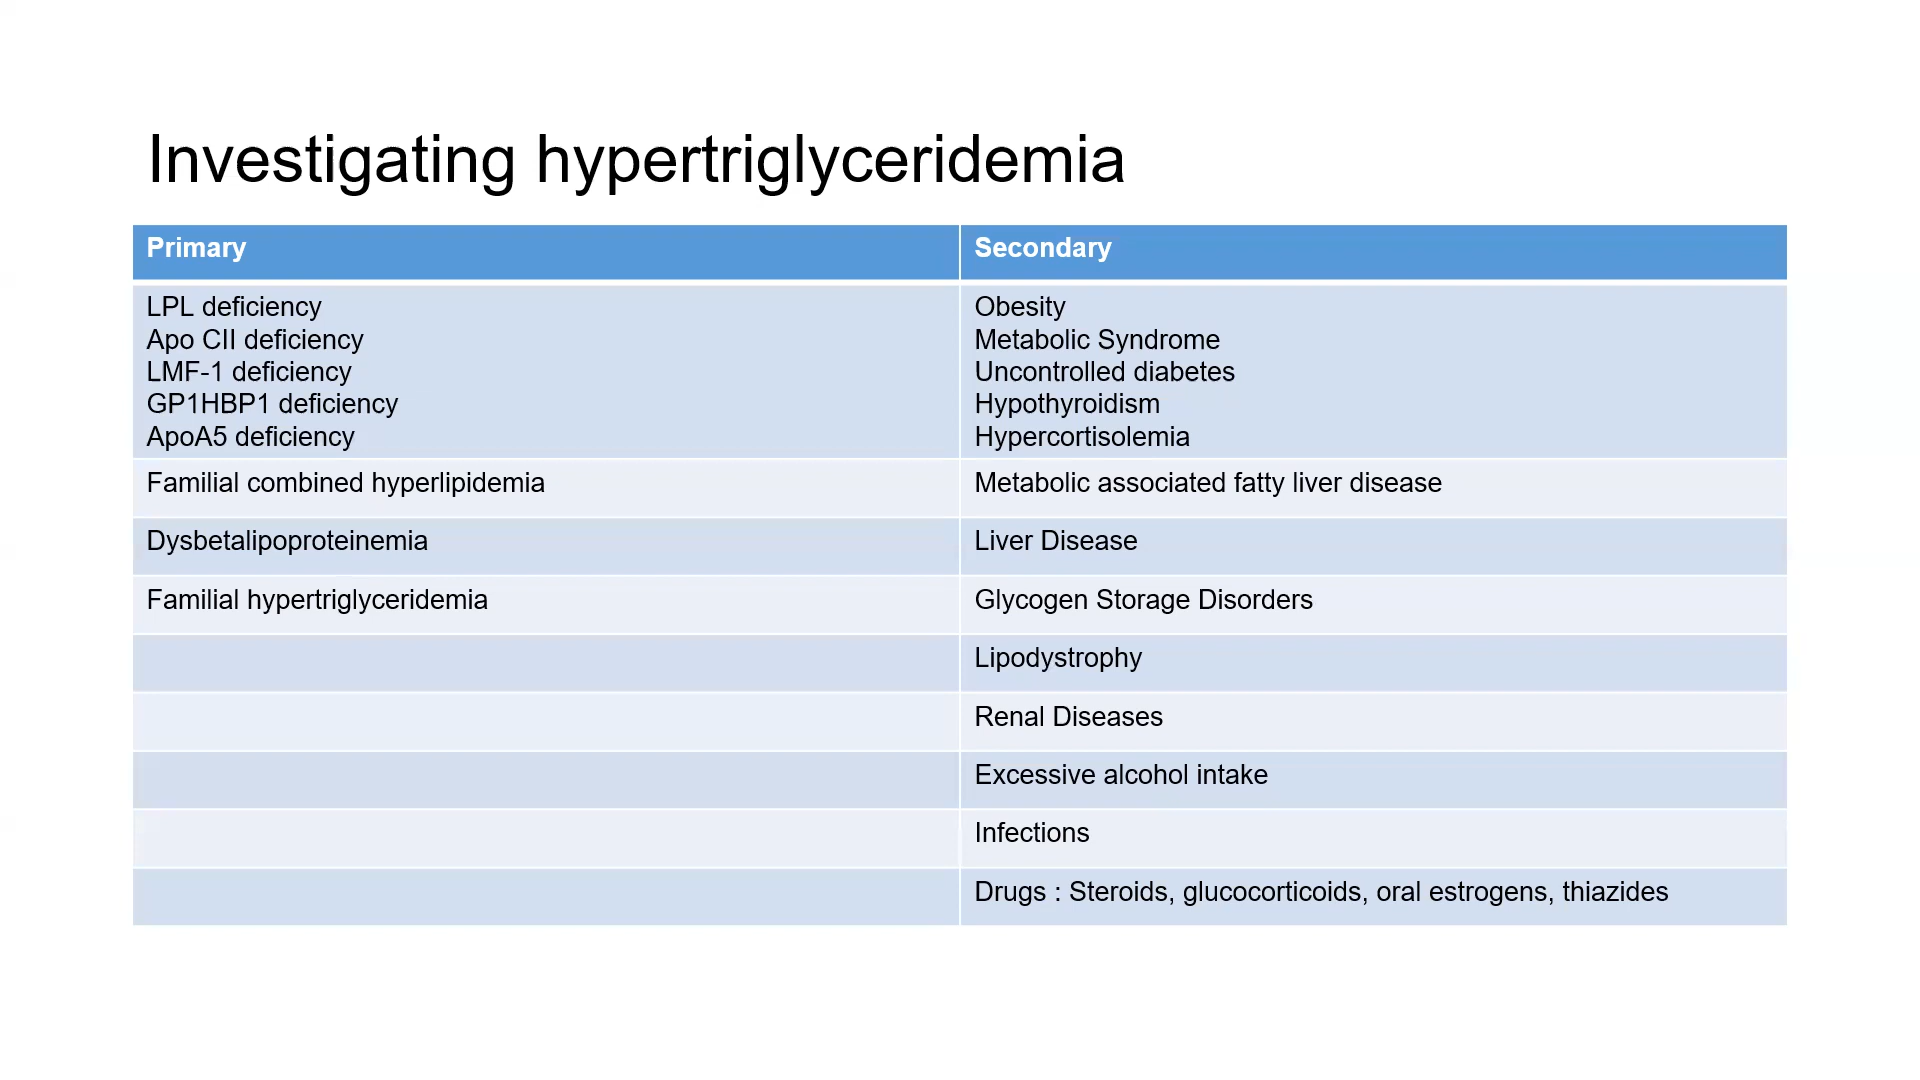 Investigating hypertriglyceridemia
Primary
Secondary
LPL deficiency
Apo CII deficiency
LMF-1 deficiency
GP1HBP1 deficiency
ApoA5 deficiency
Obesity
Metabolic Syndrome
Uncontrolled diabetes
Hypothyroidism
Hypercortisolemia
Familial combined hyperlipidemia
Metabolic associated fatty liver disease
Dysbetalipoproteinemia
Liver Disease
Familial hypertriglyceridemia
Glycogen Storage Disorders
Lipodystrophy
Renal Diseases
Excessive alcohol intake
Infections
Drugs : Steroids, glucocorticoids, oral estrogens, thiazides